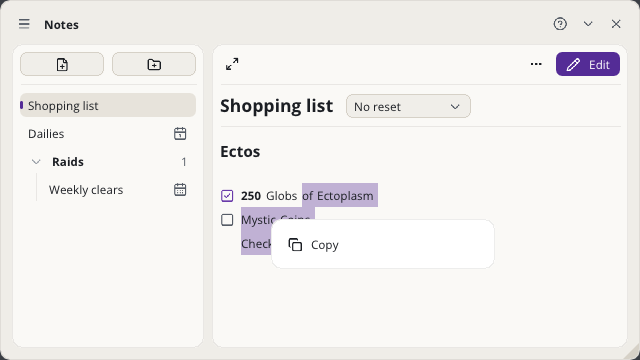 Notes
Edit
Shopping list
Dailies
Raids 1
Weekly clears
Shopping list No reset
Ectos
250 Globs of Ectoplasm
Mystic Coins
Check
Copy